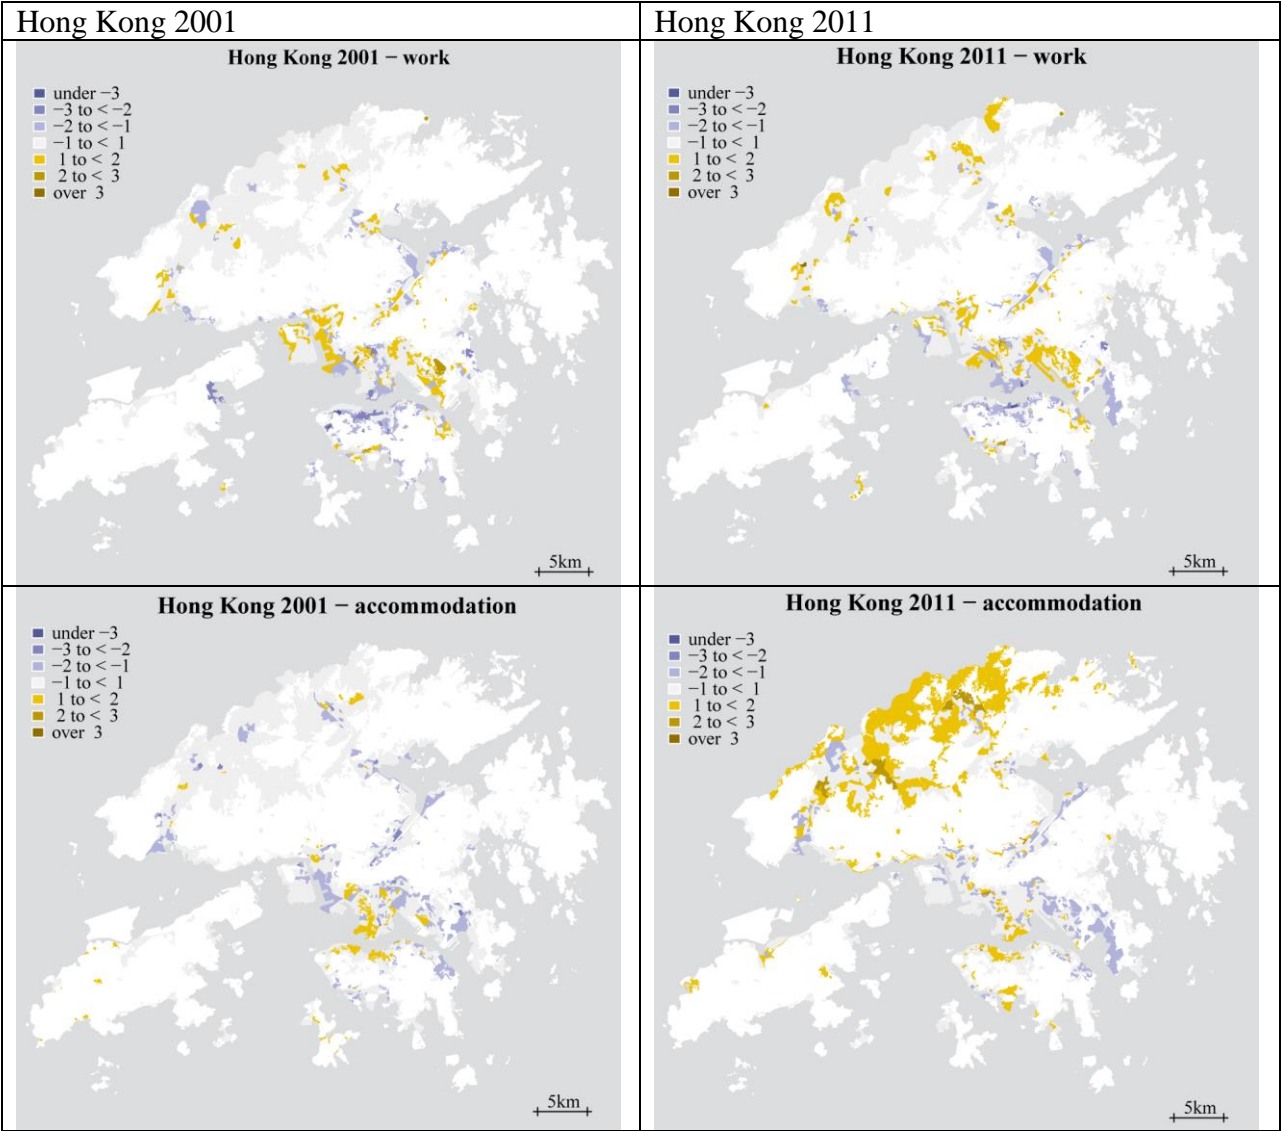 Hong Kong 2001
Hong Kong 2011
Hong Kong 2001 − work
under −3
−3 to < −2
−2 to < −1
−1 to < 1
1 to < 2
2 to < 3
over 3
5km
Hong Kong 2011 − work
under −3
−3 to < −2
−2 to < −1
−1 to < 1
1 to < 2
2 to < 3
over 3
5km
Hong Kong 2001 − accommodation
under −3
−3 to < −2
−2 to < −1
−1 to < 1
1 to < 2
2 to < 3
over 3
5km
Hong Kong 2011 − accommodation
under −3
−3 to < −2
−2 to < −1
−1 to < 1
1 to < 2
2 to < 3
over 3
5km